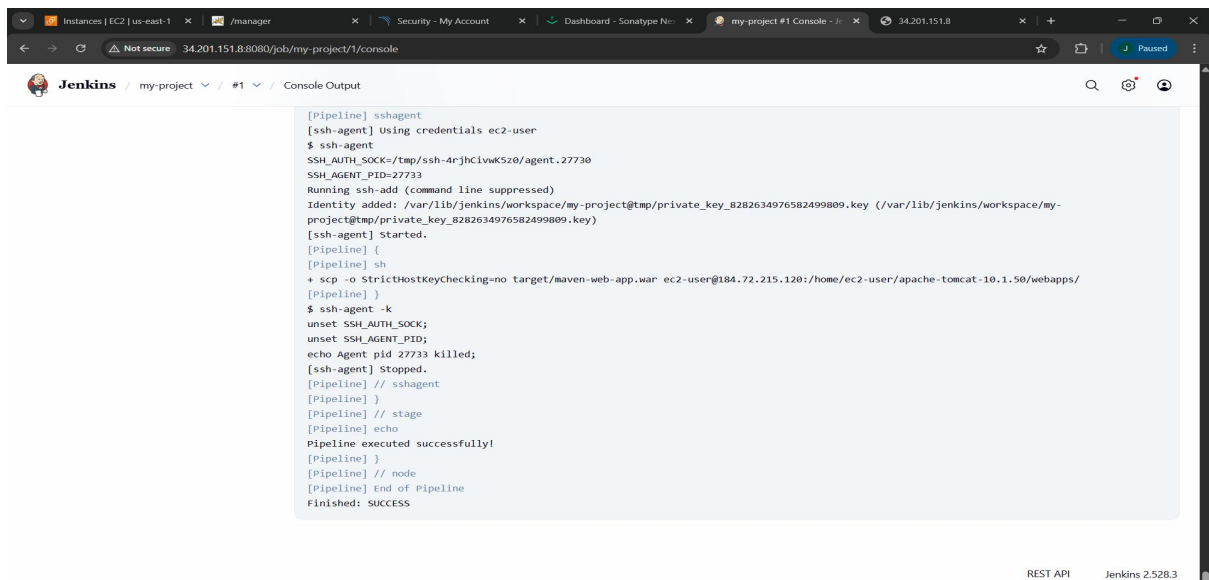 Instances | EC2 | us-east-1
/manager
Security - My Account
Dashboard - Sonatype Ne
my-project #1 Console - Je
34.201.151.8
Not secure 34.201.151.8:8080/job/my-project/1/console
J Paused
Jenkins / my-project / #1 / Console Output
[Pipeline] sshagent
[ssh-agent] Using credentials ec2-user
$ ssh-agent
SSH_AUTH_SOCK=/tmp/ssh-4rjhCivwK5z0/agent.27730
SSH_AGENT_PID=27733
Running ssh-add (command line suppressed)
Identity added: /var/lib/jenkins/workspace/my-project@tmp/private_key_8282634976582499809.key (/var/lib/jenkins/workspace/my-
project@tmp/private_key_8282634976582499809.key)
[ssh-agent] Started.
[Pipeline] {
[Pipeline] sh
+ scp -o StrictHostKeyChecking=no target/maven-web-app.war ec2-user@184.72.215.120:/home/ec2-user/apache-tomcat-10.1.50/webapps/
[Pipeline] }
$ ssh-agent -k
unset SSH_AUTH_SOCK;
unset SSH_AGENT_PID;
echo Agent pid 27733 killed;
[ssh-agent] Stopped.
[Pipeline] // sshagent
[Pipeline] }
[Pipeline] // stage
[Pipeline] echo
Pipeline executed successfully!
[Pipeline] }
[Pipeline] // node
[Pipeline] End of Pipeline
Finished: SUCCESS
REST API
Jenkins 2.528.3